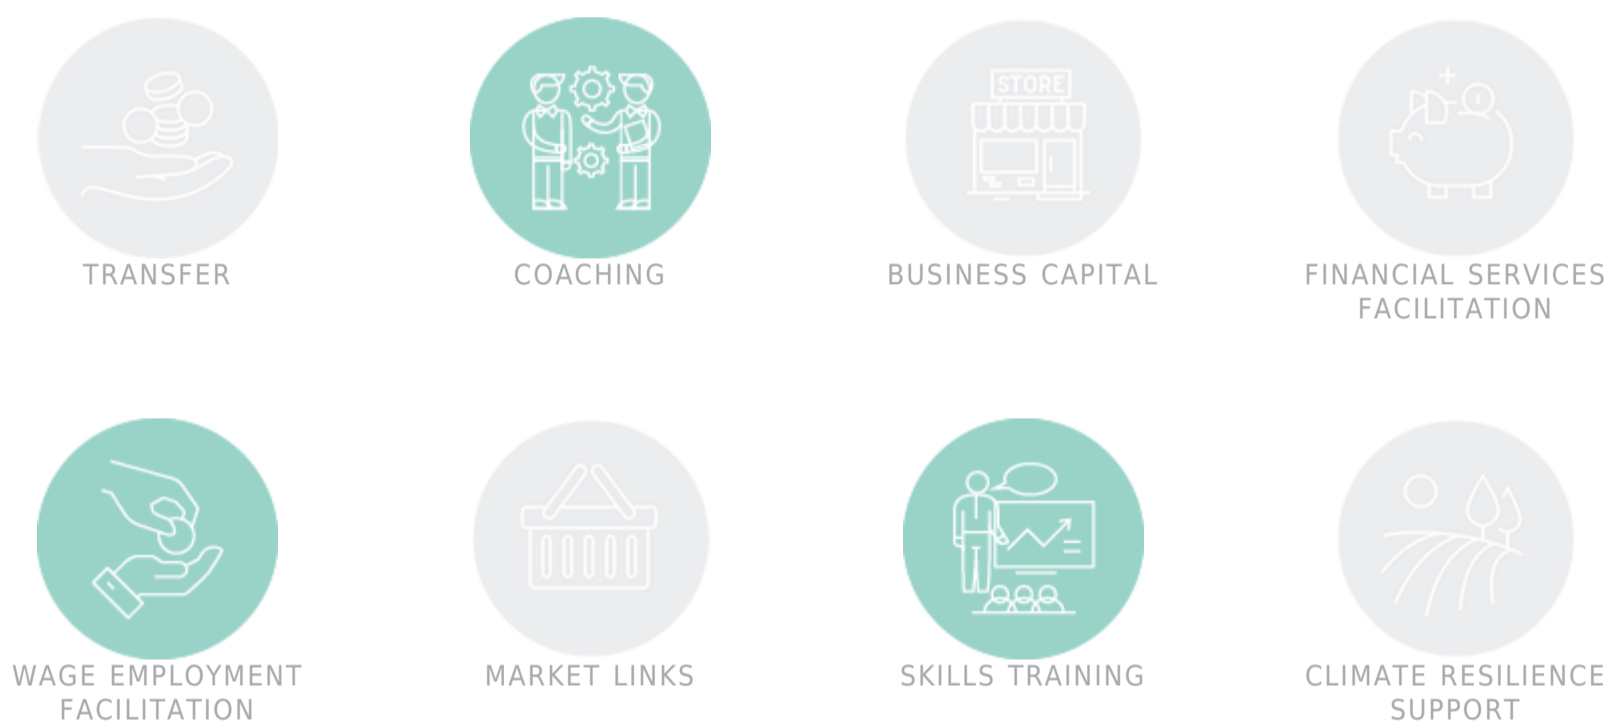 STORE
TRANSFER
COACHING
BUSINESS CAPITAL
FINANCIAL SERVICES
FACILITATION
WAGE EMPLOYMENT
FACILITATION
MARKET LINKS
SKILLS TRAINING
CLIMATE RESILIENCE
SUPPORT